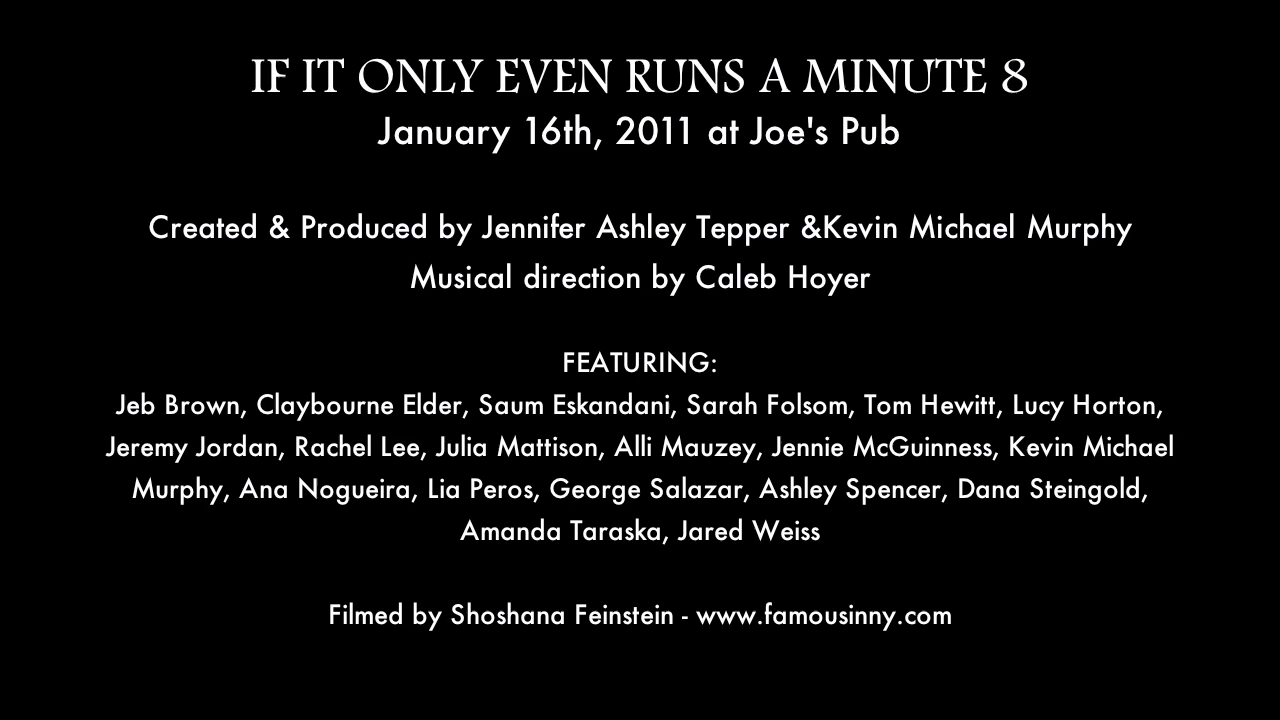 IF IT ONLY EVEN RUNS A MINUTE 8
January 16th, 2011 at Joe's Pub
Created & Produced by Jennifer Ashley Tepper &Kevin Michael Murphy
Musical direction by Caleb Hoyer
FEATURING:
Jeb Brown, Claybourne Elder, Saum Eskandani, Sarah Folsom, Tom Hewitt, Lucy Horton,
Jeremy Jordan, Rachel Lee, Julia Mattison, Alli Mauzey, Jennie McGuinness, Kevin Michael
Murphy, Ana Nogueira, Lia Peros, George Salazar, Ashley Spencer, Dana Steingold,
Amanda Taraska, Jared Weiss
Filmed by Shoshana Feinstein - www.famousinny.com